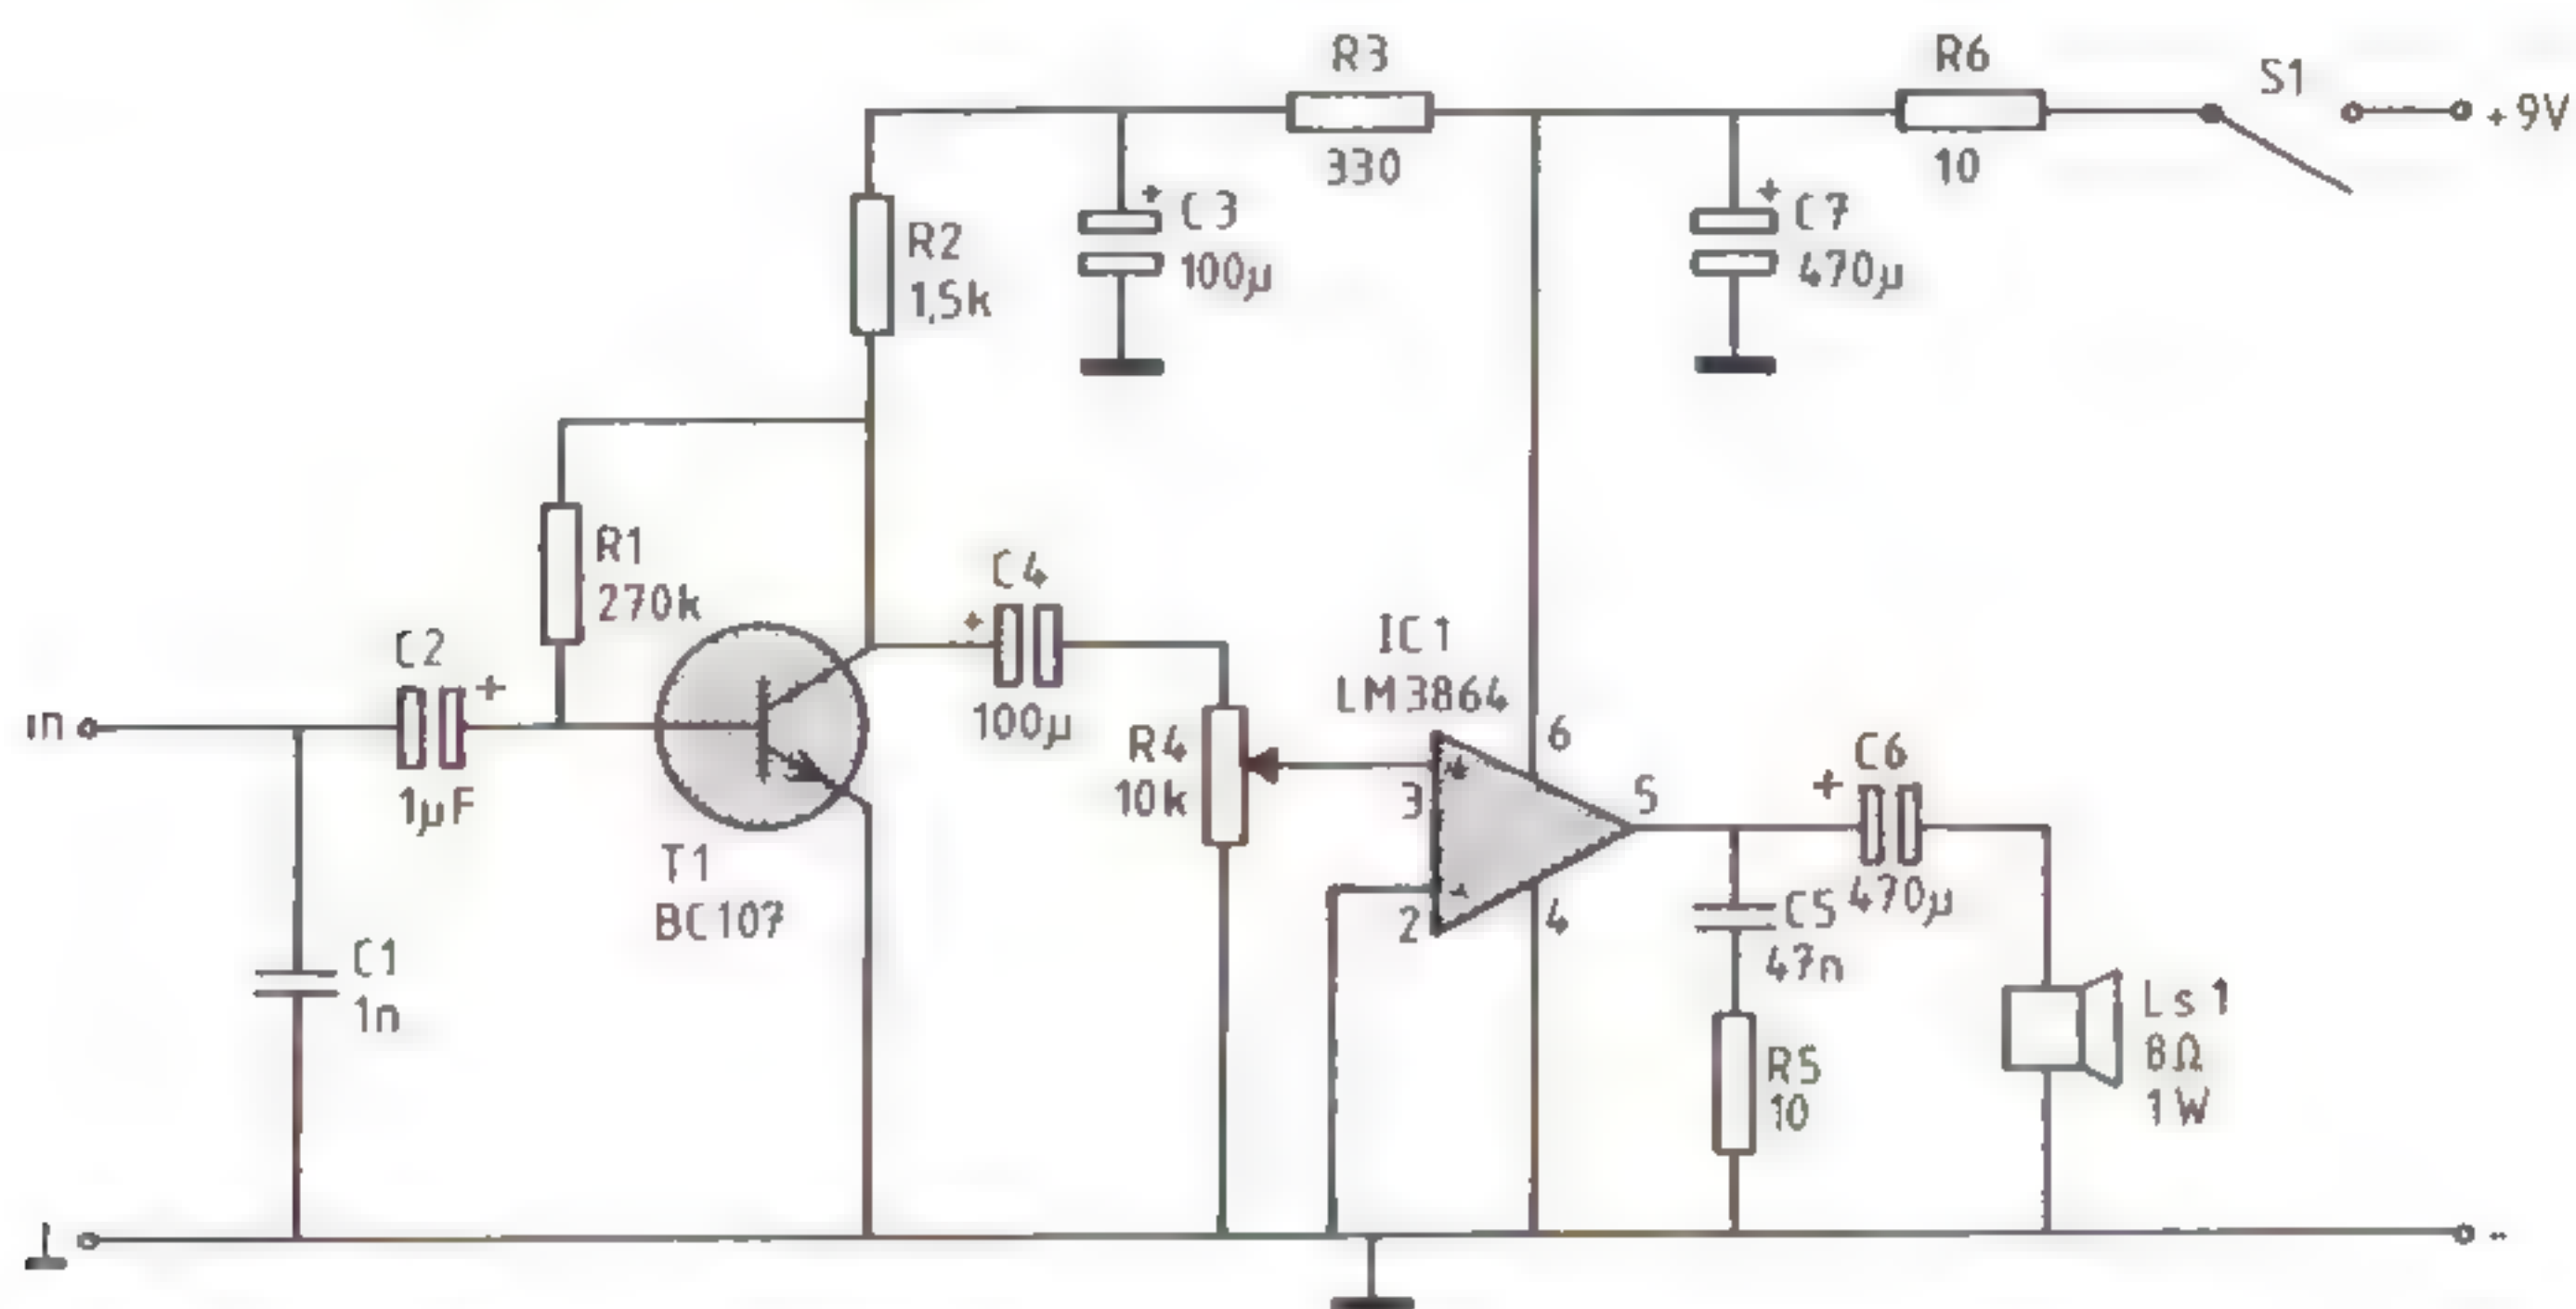 R3
330
R6
10
S1
+9V
R2
1,5k
+
C3
100µ
+
C7
470µ
R1
270k
C2
+
1µF
in
C4
+
100µ
T1
BC107
R4
10k
IC1
LM3864
+
3
-
2
6
4
5
C6
+
470µ
C5
47n
R5
10
Ls1
8Ω
1W
C1
1n
-